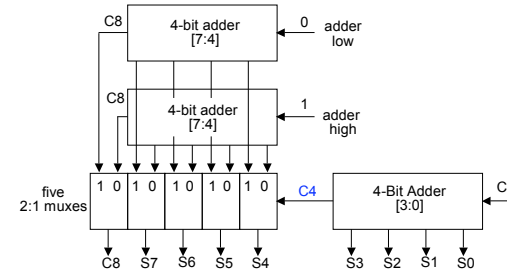 C8
4-bit adder
[7:4]
0
adder
low
C8
4-bit adder
[7:4]
1
adder
high
five
2:1 muxes
1 0 1 0 1 0 1 0 1 0
C4
4-Bit Adder
[3:0]
C
C8 S7 S6 S5 S4
S3 S2 S1 S0